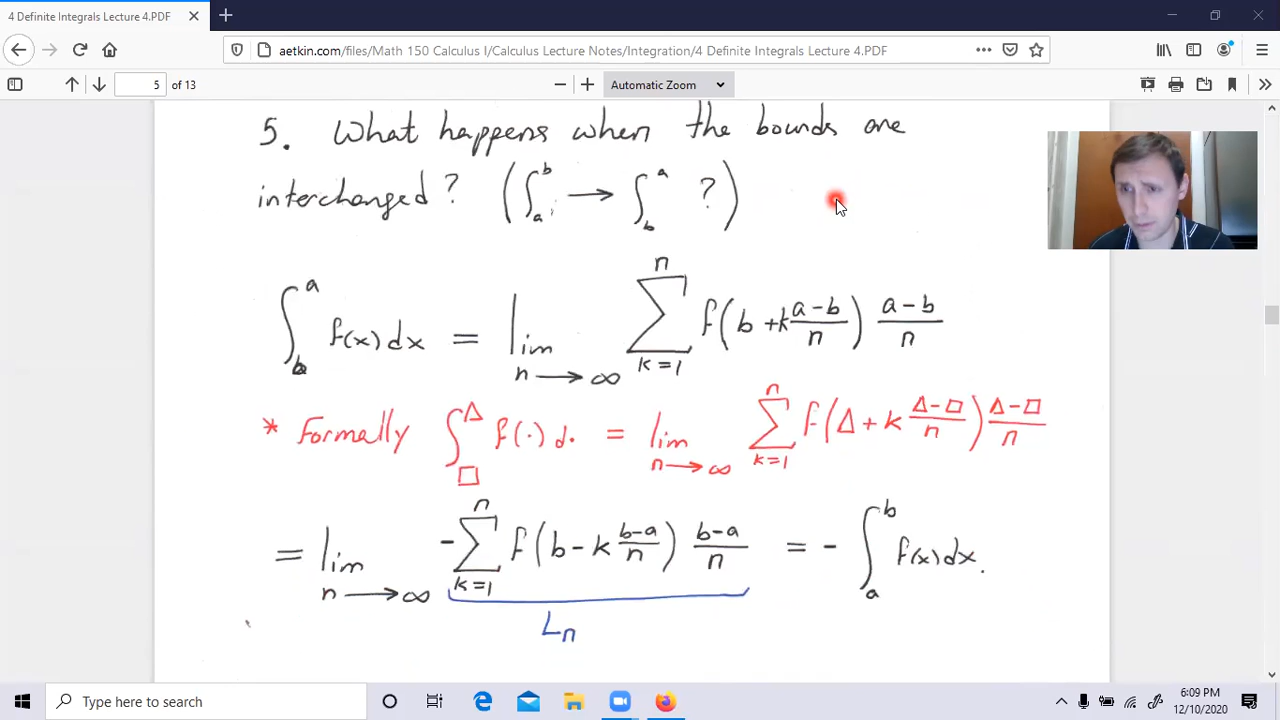 4 Definite Integrals Lecture 4.PDF
aetkin.com/files/Math 150 Calculus I/Calculus Lecture Notes/Integration/4 Definite Integrals Lecture 4.PDF
5 of 13
Automatic Zoom
5. What happens when the bounds are
interchanged? (∫_a^b → ∫_b^a ?)
∫_b^a f(x)dx = lim_{n→∞} ∑_{k=1}^n f(b + k (a-b)/n) (a-b)/n
* Formally ∫_□^Δ f(·)d· = lim_{n→∞} ∑_{k=1}^n f(Δ + k (Δ-□)/n) (Δ-□)/n
= lim_{n→∞} -∑_{k=1}^n f(b - k (b-a)/n) (b-a)/n = - ∫_a^b f(x)dx.
L_n
Type here to search
6:09 PM
12/10/2020